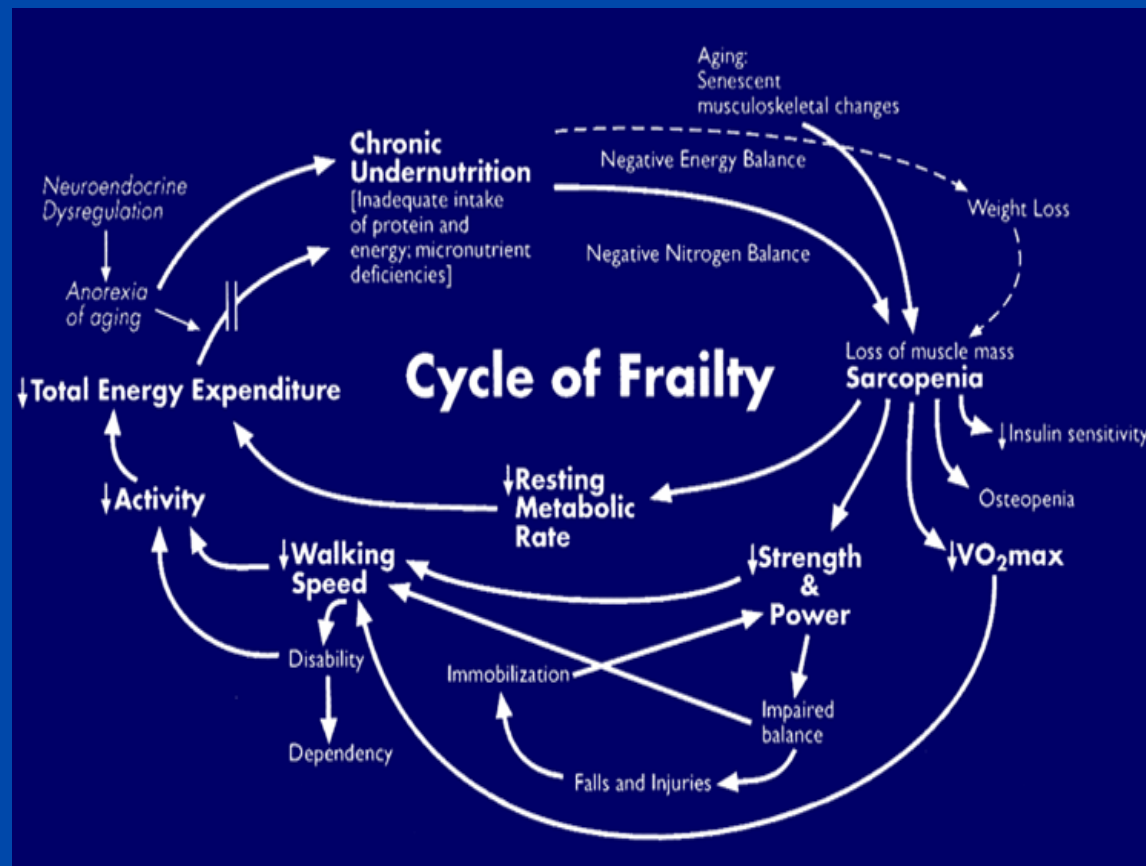 Aging:
Senescent
musculoskeletal changes
Chronic
Undernutrition
[Inadequate intake
of protein and
energy; micronutrient
deficiencies]
Negative Energy Balance
Negative Nitrogen Balance
Weight Loss
Neuroendocrine
Dysregulation
Anorexia
of aging
Cycle of Frailty
Loss of muscle mass
Sarcopenia
↓Total Energy Expenditure
↓Insulin sensitivity
Osteopenia
↓Resting
Metabolic
Rate
↓Activity
↓Walking
Speed
↓Strength
&
Power
↓VO₂max
Disability
Dependency
Immobilization
Impaired
balance
Falls and Injuries